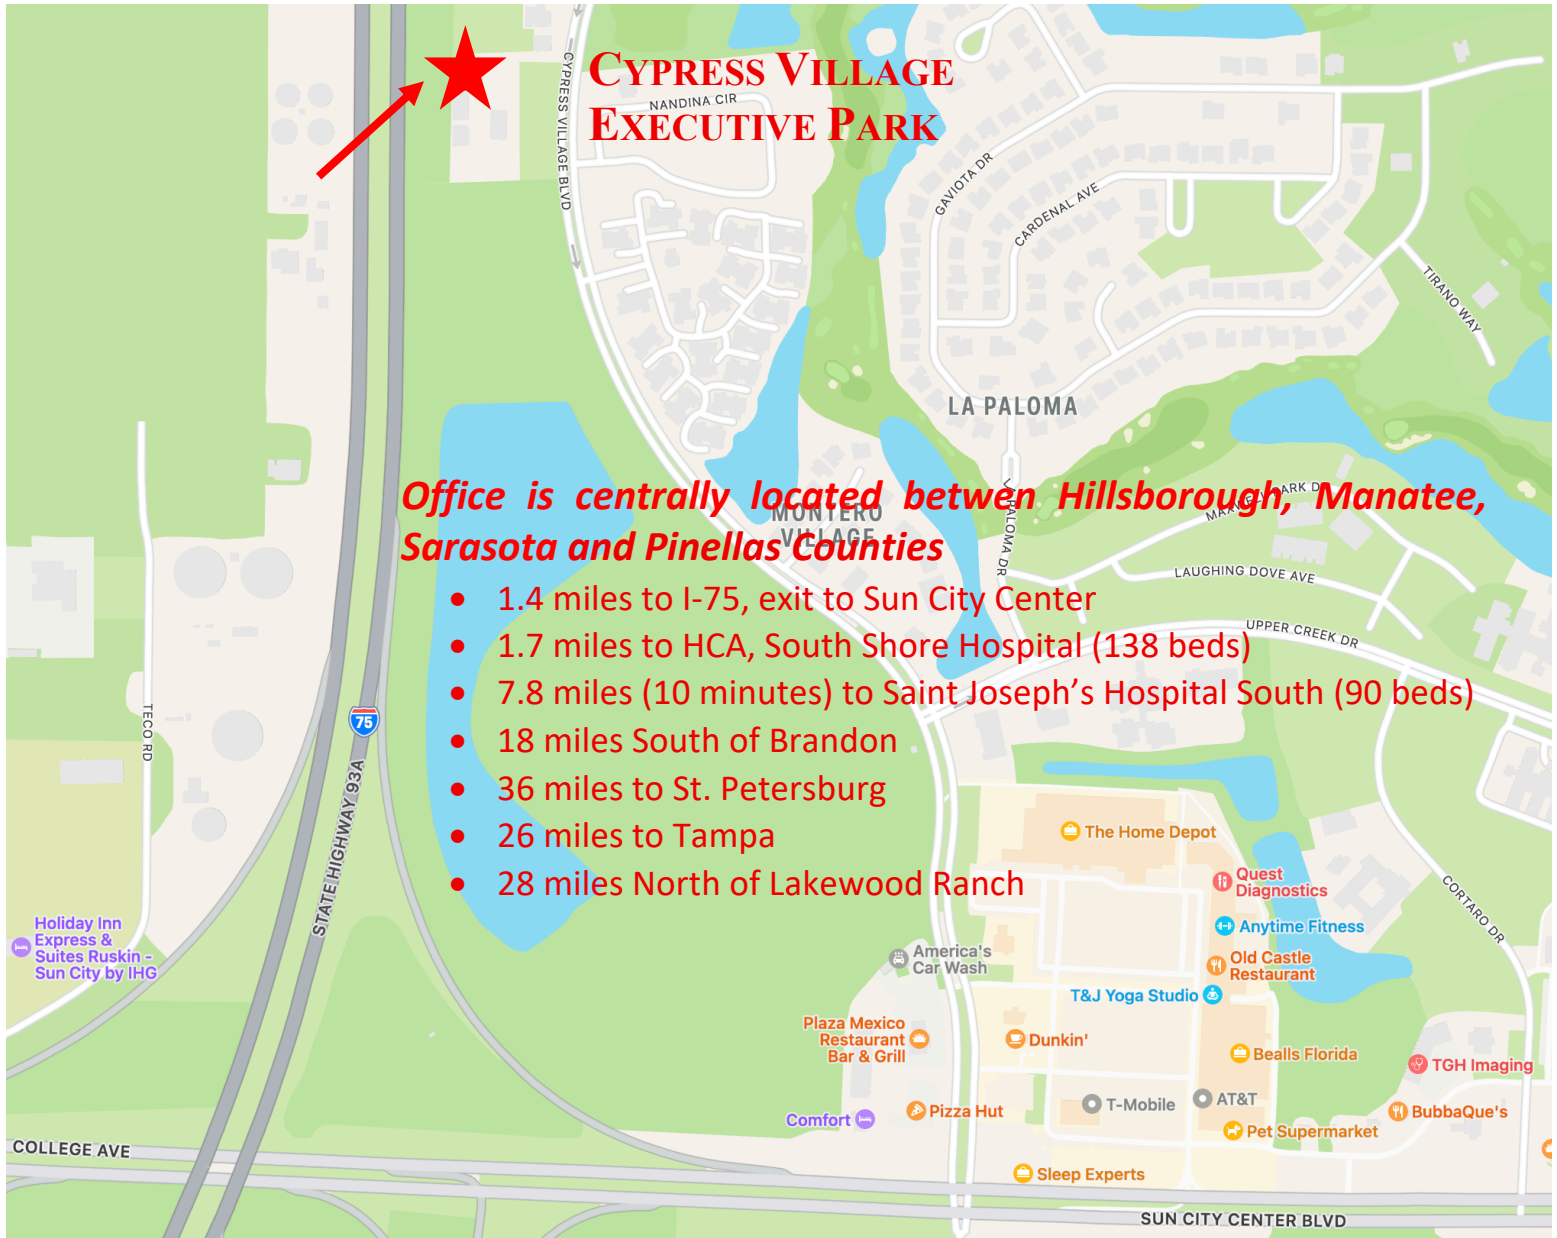 CYPRESS VILLAGE
EXECUTIVE PARK
CYPRESS VILLAGE BLVD
NANDINA CIR
GAVIOTA DR
CARDENAL AVE
TIRANO WAY
LA PALOMA
Office is centrally located betwen Hillsborough, Manatee,
Sarasota and Pinellas Counties
MONTERO
VILLAGE
PALOMA DR
LAUGHING DOVE AVE
UPPER CREEK DR
• 1.4 miles to I-75, exit to Sun City Center
• 1.7 miles to HCA, South Shore Hospital (138 beds)
• 7.8 miles (10 minutes) to Saint Joseph’s Hospital South (90 beds)
• 18 miles South of Brandon
• 36 miles to St. Petersburg
• 26 miles to Tampa
• 28 miles North of Lakewood Ranch
TECO RD
75
STATE HIGHWAY 93A
The Home Depot
Quest
Diagnostics
CORTARO DR
Anytime Fitness
Holiday Inn
Express &
Suites Ruskin -
Sun City by IHG
America's
Car Wash
Old Castle
Restaurant
T&J Yoga Studio
Plaza Mexico
Restaurant
Bar & Grill
Dunkin'
Bealls Florida
TGH Imaging
T-Mobile
AT&T
Comfort
Pizza Hut
BubbaQue's
Pet Supermarket
COLLEGE AVE
Sleep Experts
SUN CITY CENTER BLVD